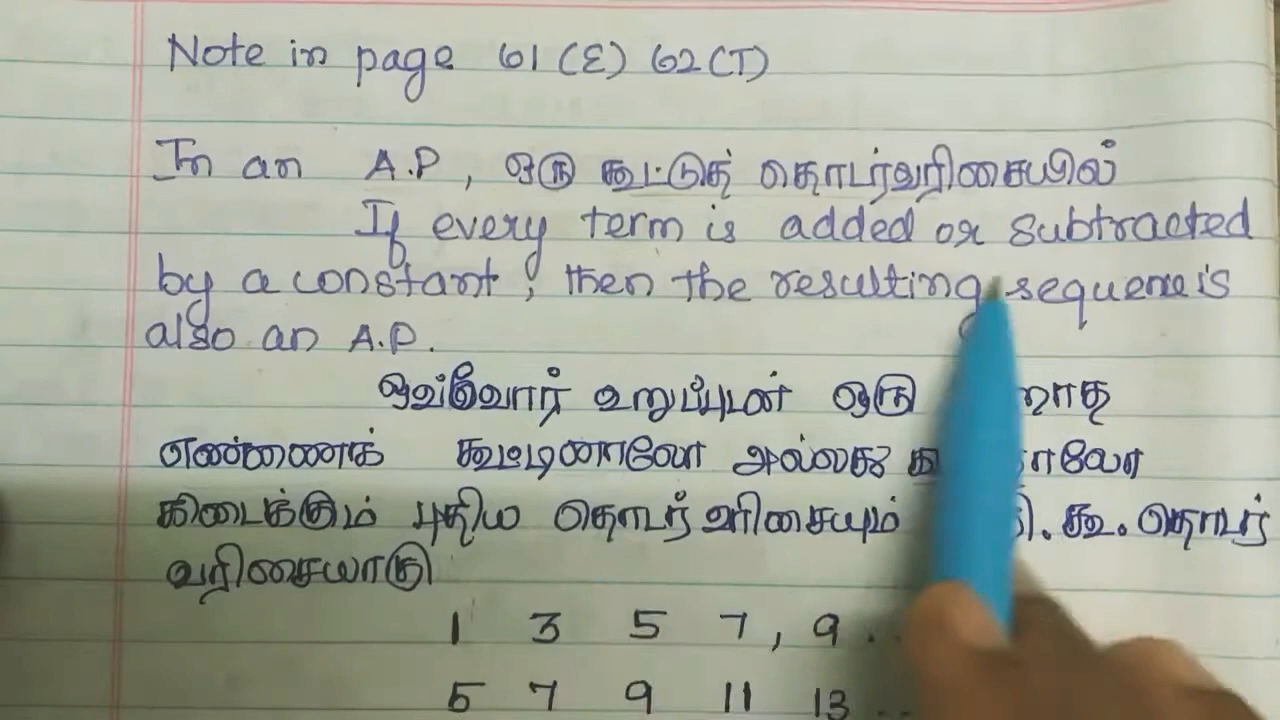 Note in page 61 (E) 62 (T)
In an A.P, ஒரு கூட்டுத் தொடர்வரிசையில்
If every term is added or subtracted
by a constant, then the resulting sequence is
also an A.P.
ஒவ்வோர் உறுப்புடன் ஒரு
எண்ணைக் கூட்டினாலோ அல்லது
கிடைக்கும் புதிய தொடர் வரிசையும் கூ. தொடர்
வரிசையாகு
1 3 5 7, 9 ..
5 7 9 11 13 ..